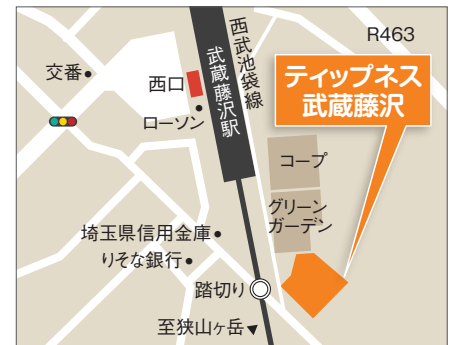 R463
西武池袋線
武蔵藤沢駅
交番
西口
ローソン
ティップネス
武蔵藤沢
コープ
グリーン
ガーデン
埼玉県信用金庫
りそな銀行
踏切り
至狭山ヶ岳